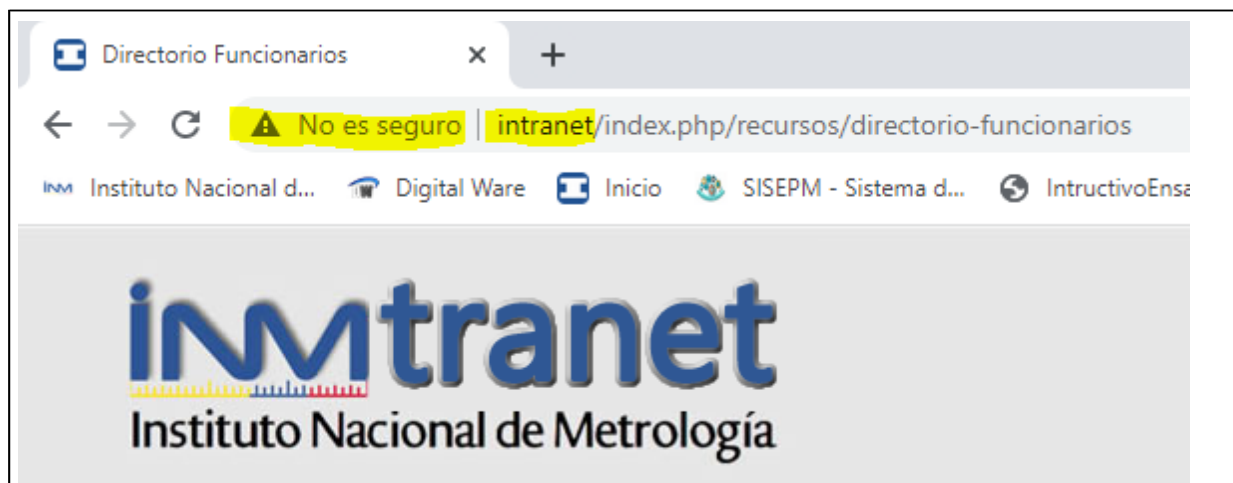 Directorio Funcionarios
No es seguro | intranet/index.php/recursos/directorio-funcionarios
INM Instituto Nacional d... Digital Ware Inicio SISEPM - Sistema d... IntructivoEnsa
inmtranet
Instituto Nacional de Metrología